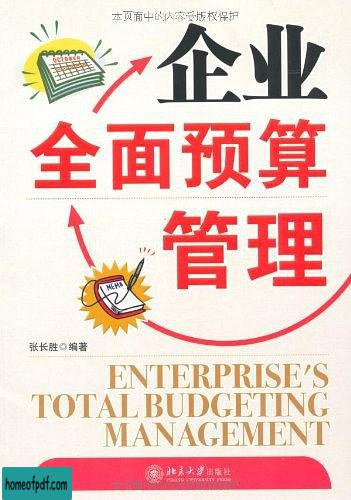 本页面中的内容受版权保护
OCTOBER
企业
全面预算
管理
MEMO
张长胜◎编著
ENTERPRISE'S
TOTAL BUDGETING
MANAGEMENT
北京大学出版社
homeofpdf.com